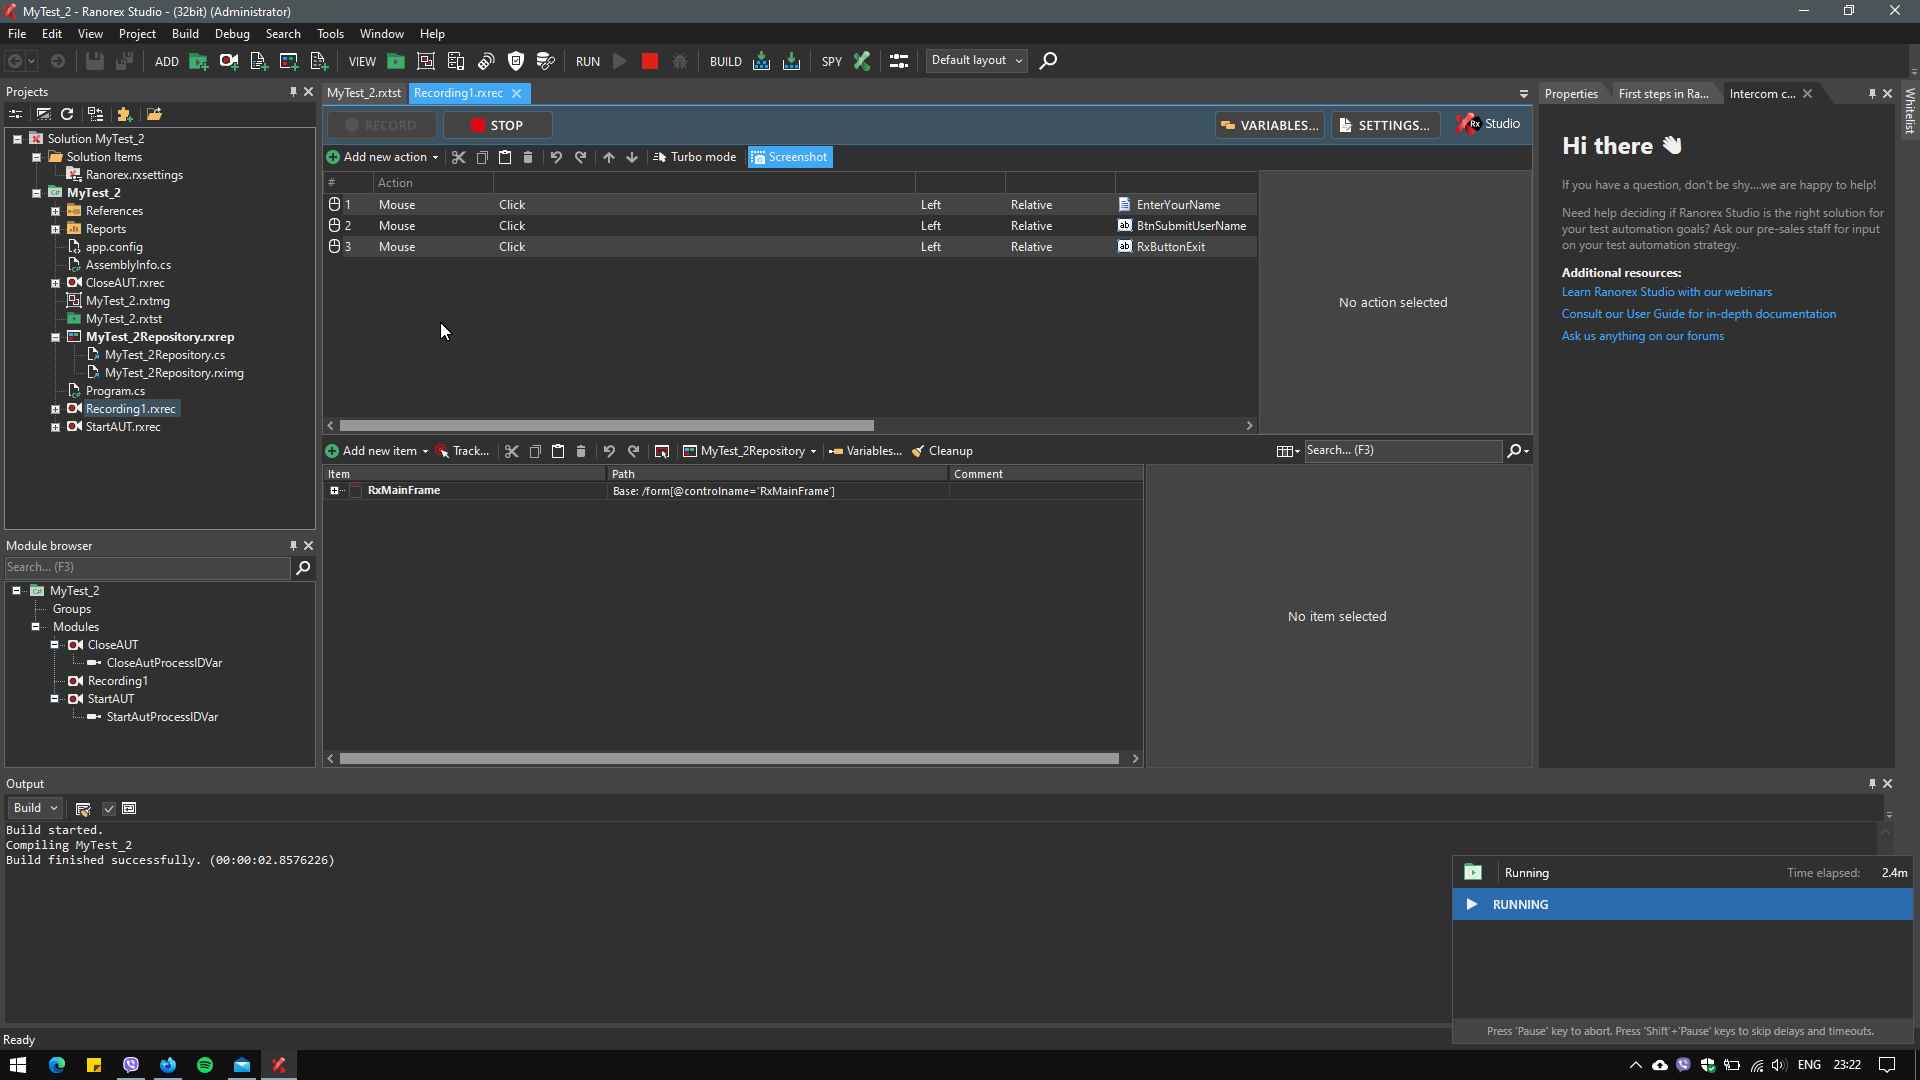 MyTest_2 - Ranorex Studio - (32bit) (Administrator)
File Edit View Project Build Debug Search Tools Window Help
ADD VIEW RUN BUILD SPY Default layout
Projects
Solution MyTest_2
Solution Items
Ranorex.rxsettings
MyTest_2
References
Reports
app.config
AssemblyInfo.cs
CloseAUT.rxrec
MyTest_2.rxtmg
MyTest_2.rxtst
MyTest_2Repository.rxrep
MyTest_2Repository.cs
MyTest_2Repository.rximg
Program.cs
Recording1.rxrec
StartAUT.rxrec
Module browser
Search... (F3)
MyTest_2
Groups
Modules
CloseAUT
CloseAutProcessIDVar
Recording1
StartAUT
StartAutProcessIDVar
MyTest_2.rxtst Recording1.rxrec
RECORD STOP VARIABLES... SETTINGS... Rx Studio
Add new action Turbo mode Screenshot
# Action
1 Mouse Click Left Relative EnterYourName
2 Mouse Click Left Relative ab BtnSubmitUserName
3 Mouse Click Left Relative ab RxButtonExit
No action selected
Add new item Track... MyTest_2Repository Variables... Cleanup Search... (F3)
Item Path Comment
RxMainFrame Base: /form[@controlname='RxMainFrame']
No item selected
Properties First steps in Ra... Intercom c...
Whitelist
Hi there
If you have a question, don't be shy....we are happy to help!
Need help deciding if Ranorex Studio is the right solution for
your test automation goals? Ask our pre-sales staff for input
on your test automation strategy.
Additional resources:
Learn Ranorex Studio with our webinars
Consult our User Guide for in-depth documentation
Ask us anything on our forums
Output
Build
Build started.
Compiling MyTest_2
Build finished successfully. (00:00:02.8576226)
Running Time elapsed: 2.4m
RUNNING
Press 'Pause' key to abort. Press 'Shift'+'Pause' keys to skip delays and timeouts.
Ready
ENG 23:22